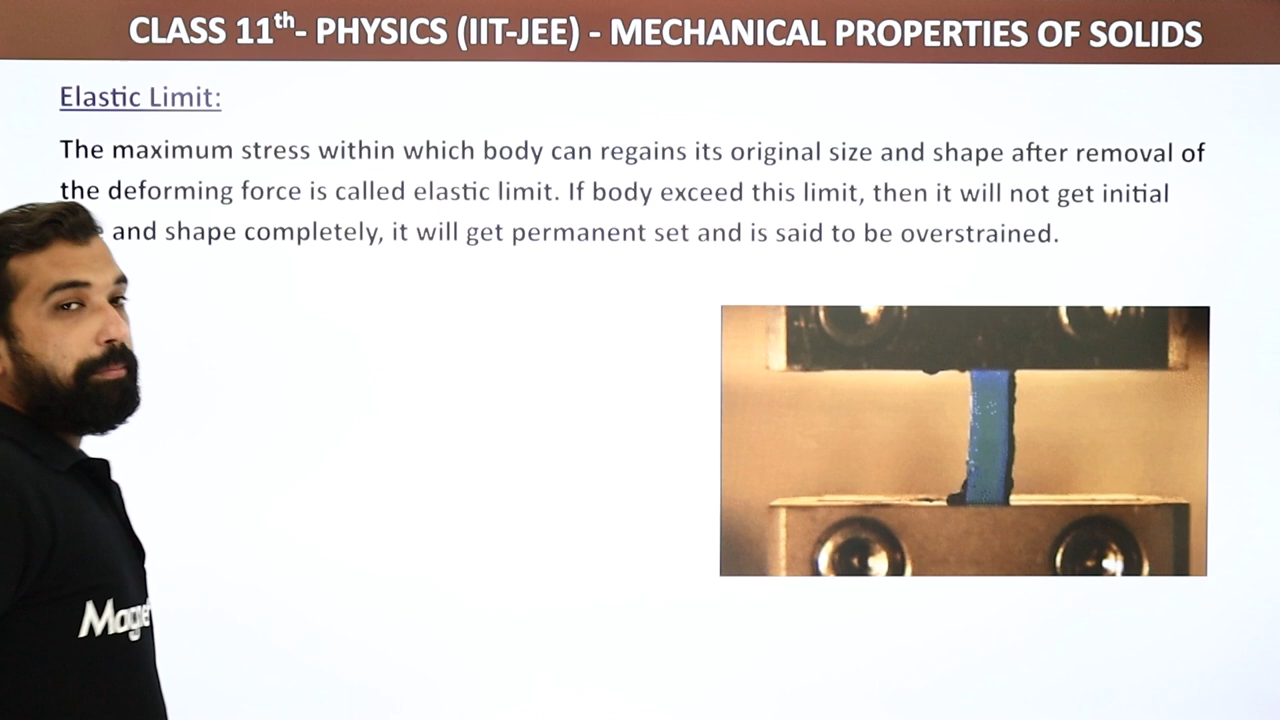 CLASS 11th- PHYSICS (IIT-JEE) - MECHANICAL PROPERTIES OF SOLIDS
Elastic Limit:
The maximum stress within which body can regains its original size and shape after removal of
the deforming force is called elastic limit. If body exceed this limit, then it will not get initial
and shape completely, it will get permanent set and is said to be overstrained.